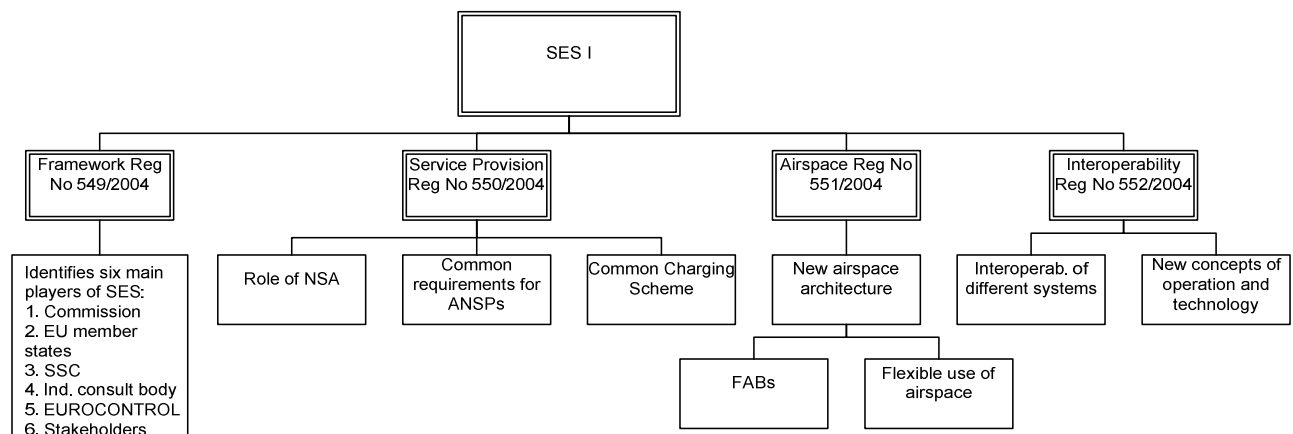 SES I
Framework Reg
No 549/2004
Service Provision
Reg No 550/2004
Airspace Reg No
551/2004
Interoperability
Reg No 552/2004
Identifies six main
players of SES:
1. Commission
2. EU member
states
3. SSC
4. Ind. consult body
5. EUROCONTROL
6. Stakeholders
Role of NSA
Common
requirements for
ANSPs
Common Charging
Scheme
New airspace
architecture
Interoperab. of
different systems
New concepts of
operation and
technology
FABs
Flexible use of
airspace